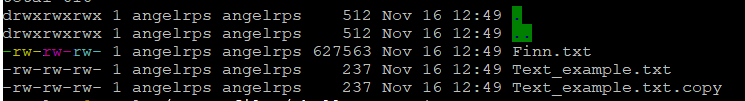 drwxrwxrwx 1 angelrps angelrps    512 Nov 16 12:49 .
drwxrwxrwx 1 angelrps angelrps    512 Nov 16 12:49 ..
-rw-rw-rw- 1 angelrps angelrps 627563 Nov 16 12:49 Finn.txt
-rw-rw-rw- 1 angelrps angelrps    237 Nov 16 12:49 Text_example.txt
-rw-rw-rw- 1 angelrps angelrps    237 Nov 16 12:49 Text_example.txt.copy